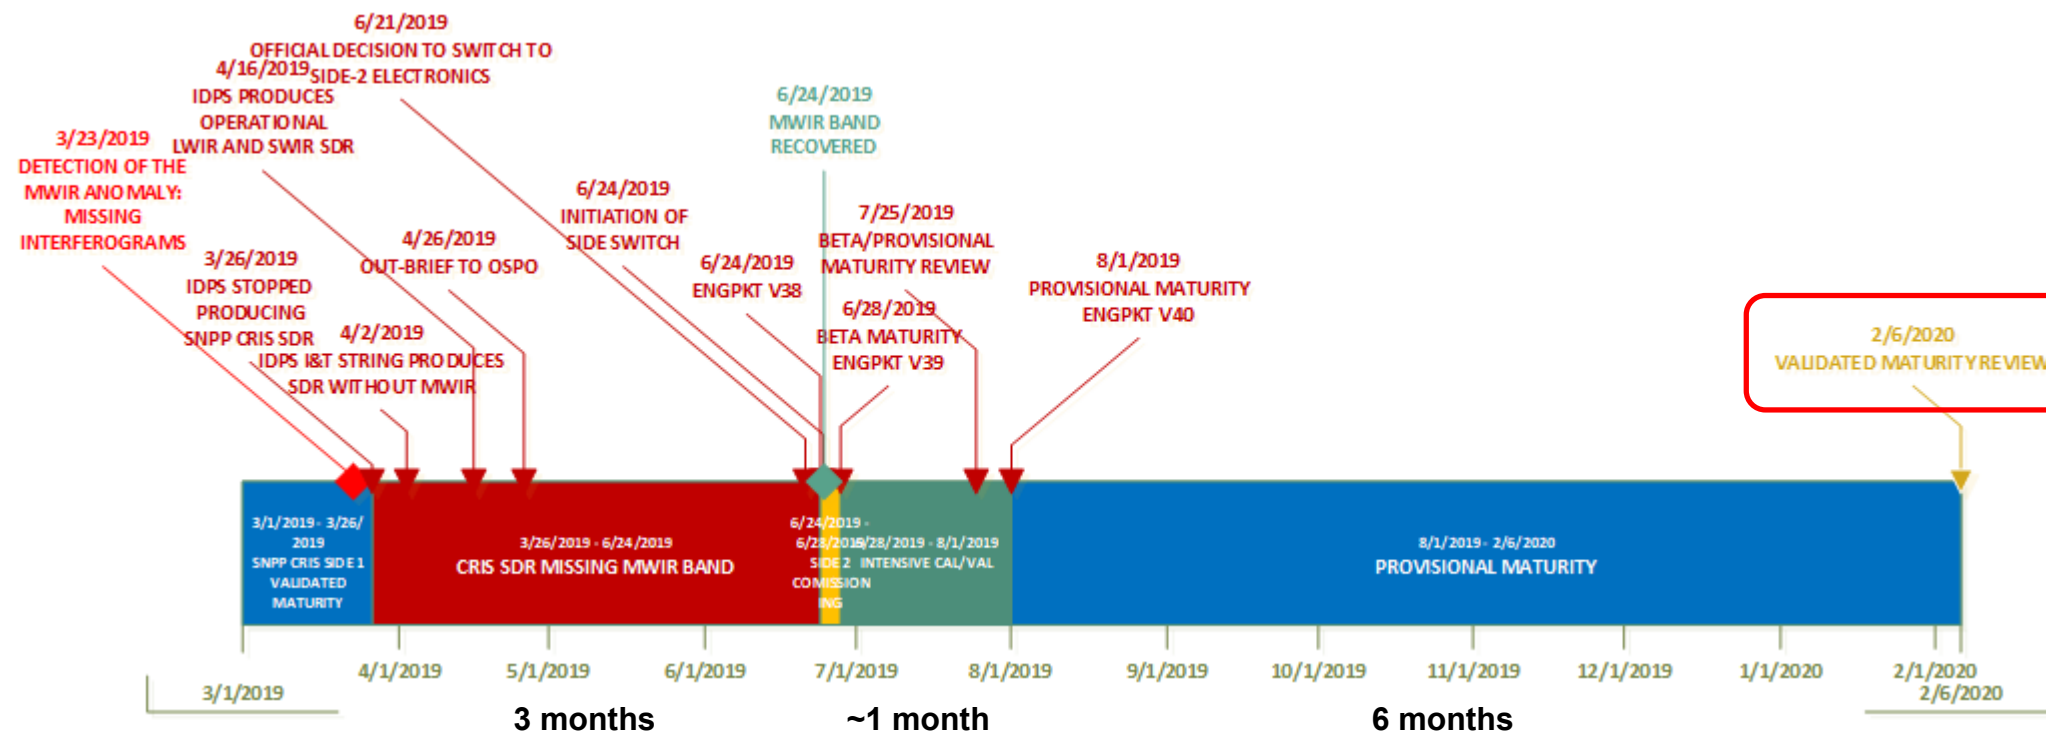 6/21/2019
OFFICIAL DECISION TO SWITCH TO
SIDE-2 ELECTRONICS
4/16/2019
IDPS PRODUCES
OPERATIONAL
LWIR AND SWIR SDR
3/23/2019
DETECTION OF THE
MWIR ANOMALY:
MISSING
INTERFEROGRAMS
3/26/2019
IDPS STOPPED
PRODUCING
SNPP CRIS SDR
4/2/2019
IDPS I&T STRING PRODUCES
SDR WITHOUT MWIR
4/26/2019
OUT-BRIEF TO OSPO
6/24/2019
INITIATION OF
SIDE SWITCH
6/24/2019
ENGPKT V38
6/24/2019
MWIR BAND
RECOVERED
7/25/2019
BETA/PROVISIONAL
MATURITY REVIEW
6/28/2019
BETA MATURITY
ENGPKT V39
8/1/2019
PROVISIONAL MATURITY
ENGPKT V40
2/6/2020
VALIDATED MATURITY REVIEW
3/1/2019 - 3/26/
2019
SNPP CRIS SIDE 1
VALIDATED
MATURITY
3/26/2019 - 6/24/2019
CRIS SDR MISSING MWIR BAND
6/24/2019 -
6/28/2019
SIDE 2
COMISSION
ING
6/28/2019 - 8/1/2019
INTENSIVE CAL/VAL
8/1/2019 - 2/6/2020
PROVISIONAL MATURITY
3/1/2019
4/1/2019
5/1/2019
6/1/2019
7/1/2019
8/1/2019
9/1/2019
10/1/2019
11/1/2019
12/1/2019
1/1/2020
2/1/2020
2/6/2020
3 months
~1 month
6 months